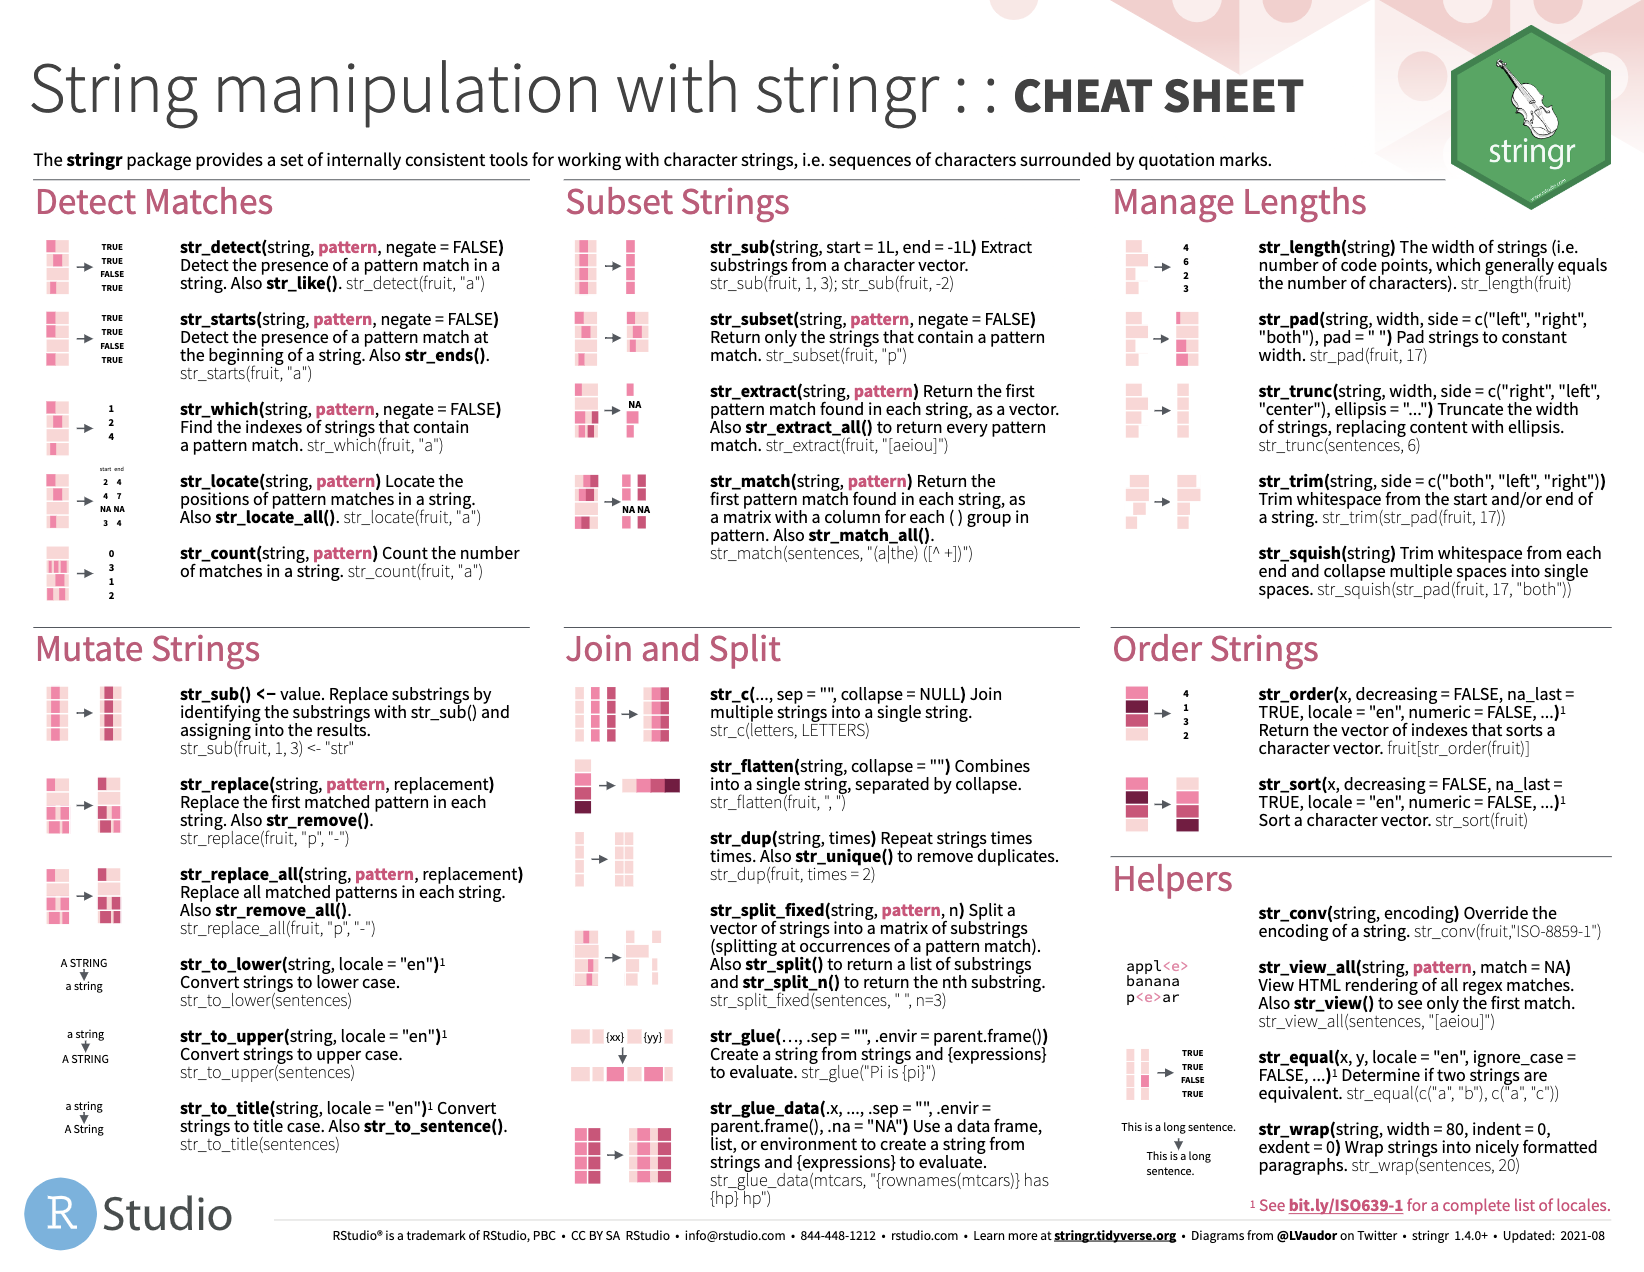 String manipulation with stringr : : CHEAT SHEET
The stringr package provides a set of internally consistent tools for working with character strings, i.e. sequences of characters surrounded by quotation marks.
stringr
Detect Matches
TRUE
TRUE
FALSE
TRUE
str_detect(string, pattern, negate = FALSE)
Detect the presence of a pattern match in a
string. Also str_like(). str_detect(fruit, "a")
TRUE
TRUE
FALSE
TRUE
str_starts(string, pattern, negate = FALSE)
Detect the presence of a pattern match at
the beginning of a string. Also str_ends().
str_starts(fruit, "a")
1
2
4
str_which(string, pattern, negate = FALSE)
Find the indexes of strings that contain
a pattern match. str_which(fruit, "a")
start end
2 4
4 7
NA NA
3 4
str_locate(string, pattern) Locate the
positions of pattern matches in a string.
Also str_locate_all(). str_locate(fruit, "a")
0
3
1
2
str_count(string, pattern) Count the number
of matches in a string. str_count(fruit, "a")
Subset Strings
str_sub(string, start = 1L, end = -1L) Extract
substrings from a character vector.
str_sub(fruit, 1, 3); str_sub(fruit, -2)
str_subset(string, pattern, negate = FALSE)
Return only the strings that contain a pattern
match. str_subset(fruit, "p")
NA
str_extract(string, pattern) Return the first
pattern match found in each string, as a vector.
Also str_extract_all() to return every pattern
match. str_extract(fruit, "[aeiou]")
NA NA
str_match(string, pattern) Return the
first pattern match found in each string, as
a matrix with a column for each ( ) group in
pattern. Also str_match_all().
str_match(sentences, "(a|the) ([^ +])")
Manage Lengths
4
6
2
3
str_length(string) The width of strings (i.e.
number of code points, which generally equals
the number of characters). str_length(fruit)
str_pad(string, width, side = c("left", "right",
"both"), pad = " ") Pad strings to constant
width. str_pad(fruit, 17)
str_trunc(string, width, side = c("right", "left",
"center"), ellipsis = "...") Truncate the width
of strings, replacing content with ellipsis.
str_trunc(sentences, 6)
str_trim(string, side = c("both", "left", "right"))
Trim whitespace from the start and/or end of
a string. str_trim(str_pad(fruit, 17))
str_squish(string) Trim whitespace from each
end and collapse multiple spaces into single
spaces. str_squish(str_pad(fruit, 17, "both"))
Mutate Strings
str_sub() <- value. Replace substrings by
identifying the substrings with str_sub() and
assigning into the results.
str_sub(fruit, 1, 3) <- "str"
str_replace(string, pattern, replacement)
Replace the first matched pattern in each
string. Also str_remove().
str_replace(fruit, "p", "-")
str_replace_all(string, pattern, replacement)
Replace all matched patterns in each string.
Also str_remove_all().
str_replace_all(fruit, "p", "-")
A STRING
a string
str_to_lower(string, locale = "en")1
Convert strings to lower case.
str_to_lower(sentences)
a string
A STRING
str_to_upper(string, locale = "en")1
Convert strings to upper case.
str_to_upper(sentences)
a string
A String
str_to_title(string, locale = "en")1 Convert
strings to title case. Also str_to_sentence().
str_to_title(sentences)
Join and Split
str_c(..., sep = "", collapse = NULL) Join
multiple strings into a single string.
str_c(letters, LETTERS)
str_flatten(string, collapse = "") Combines
into a single string, separated by collapse.
str_flatten(fruit, ", ")
str_dup(string, times) Repeat strings times
times. Also str_unique() to remove duplicates.
str_dup(fruit, times = 2)
str_split_fixed(string, pattern, n) Split a
vector of strings into a matrix of substrings
(splitting at occurrences of a pattern match).
Also str_split() to return a list of substrings
and str_split_n() to return the nth substring.
str_split_fixed(sentences, " ", n=3)
{xx} {yy}
str_glue(…, .sep = "", .envir = parent.frame())
Create a string from strings and {expressions}
to evaluate. str_glue("Pi is {pi}")
str_glue_data(.x, ..., .sep = "", .envir =
parent.frame(), .na = "NA") Use a data frame,
list, or environment to create a string from
strings and {expressions} to evaluate.
str_glue_data(mtcars, "{rownames(mtcars)} has
{hp} hp")
Order Strings
4
1
3
2
str_order(x, decreasing = FALSE, na_last =
TRUE, locale = "en", numeric = FALSE, ...)1
Return the vector of indexes that sorts a
character vector. fruit[str_order(fruit)]
str_sort(x, decreasing = FALSE, na_last =
TRUE, locale = "en", numeric = FALSE, ...)1
Sort a character vector. str_sort(fruit)
Helpers
str_conv(string, encoding) Override the
encoding of a string. str_conv(fruit,"ISO-8859-1")
appl<e>
banana
p<e>ar
str_view_all(string, pattern, match = NA)
View HTML rendering of all regex matches.
Also str_view() to see only the first match.
str_view_all(sentences, "[aeiou]")
TRUE
TRUE
FALSE
TRUE
str_equal(x, y, locale = "en", ignore_case =
FALSE, ...)1 Determine if two strings are
equivalent. str_equal(c("a", "b"), c("a", "c"))
This is a long sentence.
This is a long
sentence.
str_wrap(string, width = 80, indent = 0,
exdent = 0) Wrap strings into nicely formatted
paragraphs. str_wrap(sentences, 20)
1 See bit.ly/ISO639-1 for a complete list of locales.
R Studio
RStudio® is a trademark of RStudio, PBC • CC BY SA RStudio • info@rstudio.com • 844-448-1212 • rstudio.com • Learn more at stringr.tidyverse.org • Diagrams from @LVaudor on Twitter • stringr 1.4.0+ • Updated: 2021-08